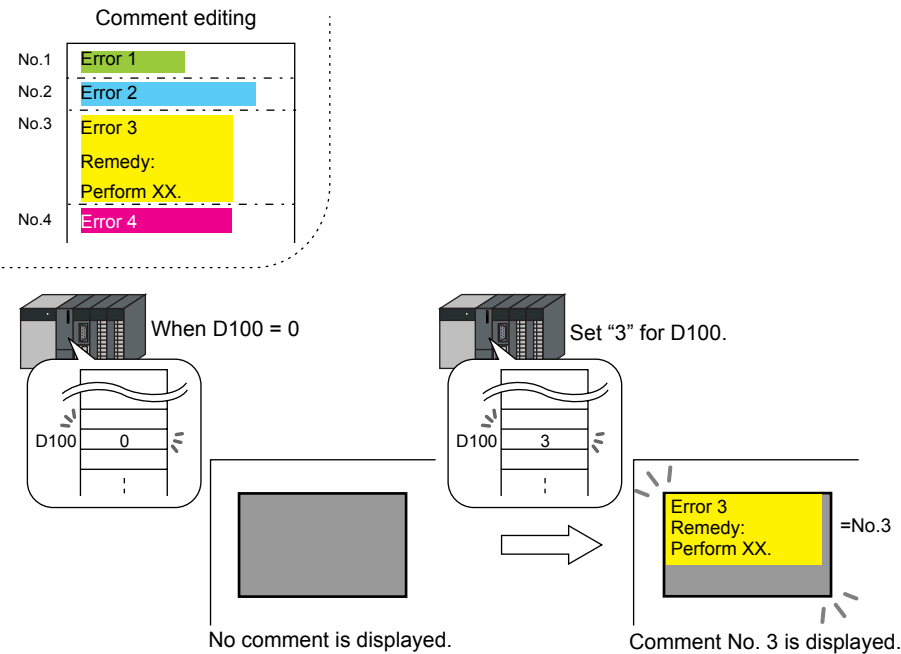 Comment editing
No.1 Error 1
No.2 Error 2
No.3 Error 3
Remedy:
Perform XX.
No.4 Error 4
When D100 = 0
D100 0
No comment is displayed.
Set “3” for D100.
D100 3
Error 3
Remedy:
Perform XX.
=No.3
Comment No. 3 is displayed.